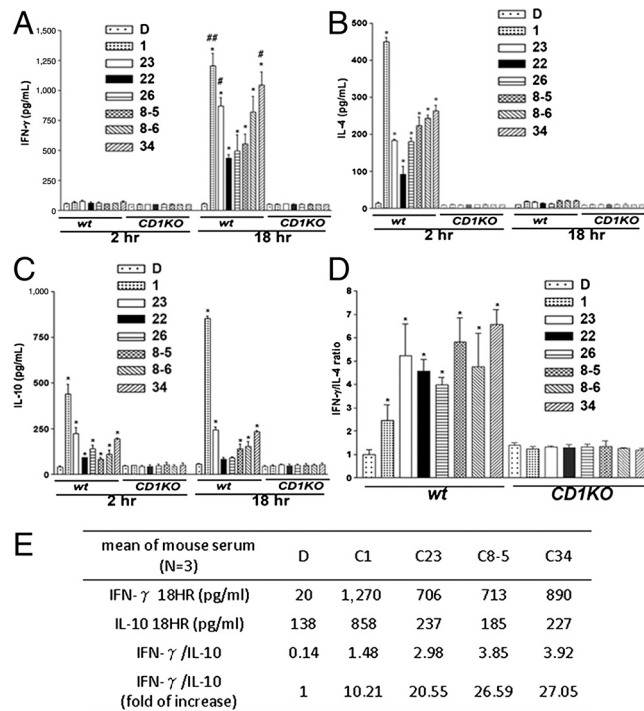 A
IFN-γ (pg/mL)
1,500
1,250
1,000
750
500
250
0
D
1
23
22
26
8-5
8-6
34
##
*
#
*
*
*
*
*
#
*
wt CD1KO wt CD1KO
2 hr 18 hr
B
IL-4 (pg/mL)
500
400
300
200
100
0
D
1
23
22
26
8-5
8-6
34
* * * * * * *
wt CD1KO wt CD1KO
2 hr 18 hr
C
IL-10 (pg/mL)
1,000
750
500
250
0
D
1
23
22
26
8-5
8-6
34
* * * * * * *
* * * * *
wt CD1KO wt CD1KO
2 hr 18 hr
D
IFN-γ/IL-4 ratio
8
7
6
5
4
3
2
1
0
D
1
23
22
26
8-5
8-6
34
* * * * * * *
wt CD1KO
E
mean of mouse serum (N=3) D C1 C23 C8-5 C34
IFN-γ 18HR (pg/ml) 20 1,270 706 713 890
IL-10 18HR (pg/ml) 138 858 237 185 227
IFN-γ/IL-10 0.14 1.48 2.98 3.85 3.92
IFN-γ/IL-10 (fold of increase) 1 10.21 20.55 26.59 27.05